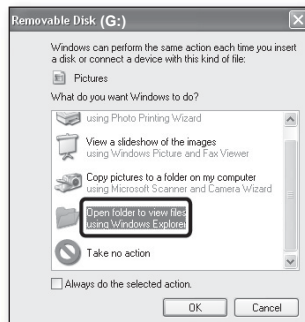 Removable Disk (G:)
Windows can perform the same action each time you insert
a disk or connect a device with this kind of file:
Pictures
What do you want Windows to do?
using Photo Printing Wizard
View a slideshow of the images
using Windows Picture and Fax Viewer
Copy pictures to a folder on my computer
using Microsoft Scanner and Camera Wizard
Open folder to view files
using Windows Explorer
Take no action
Always do the selected action.
OK Cancel